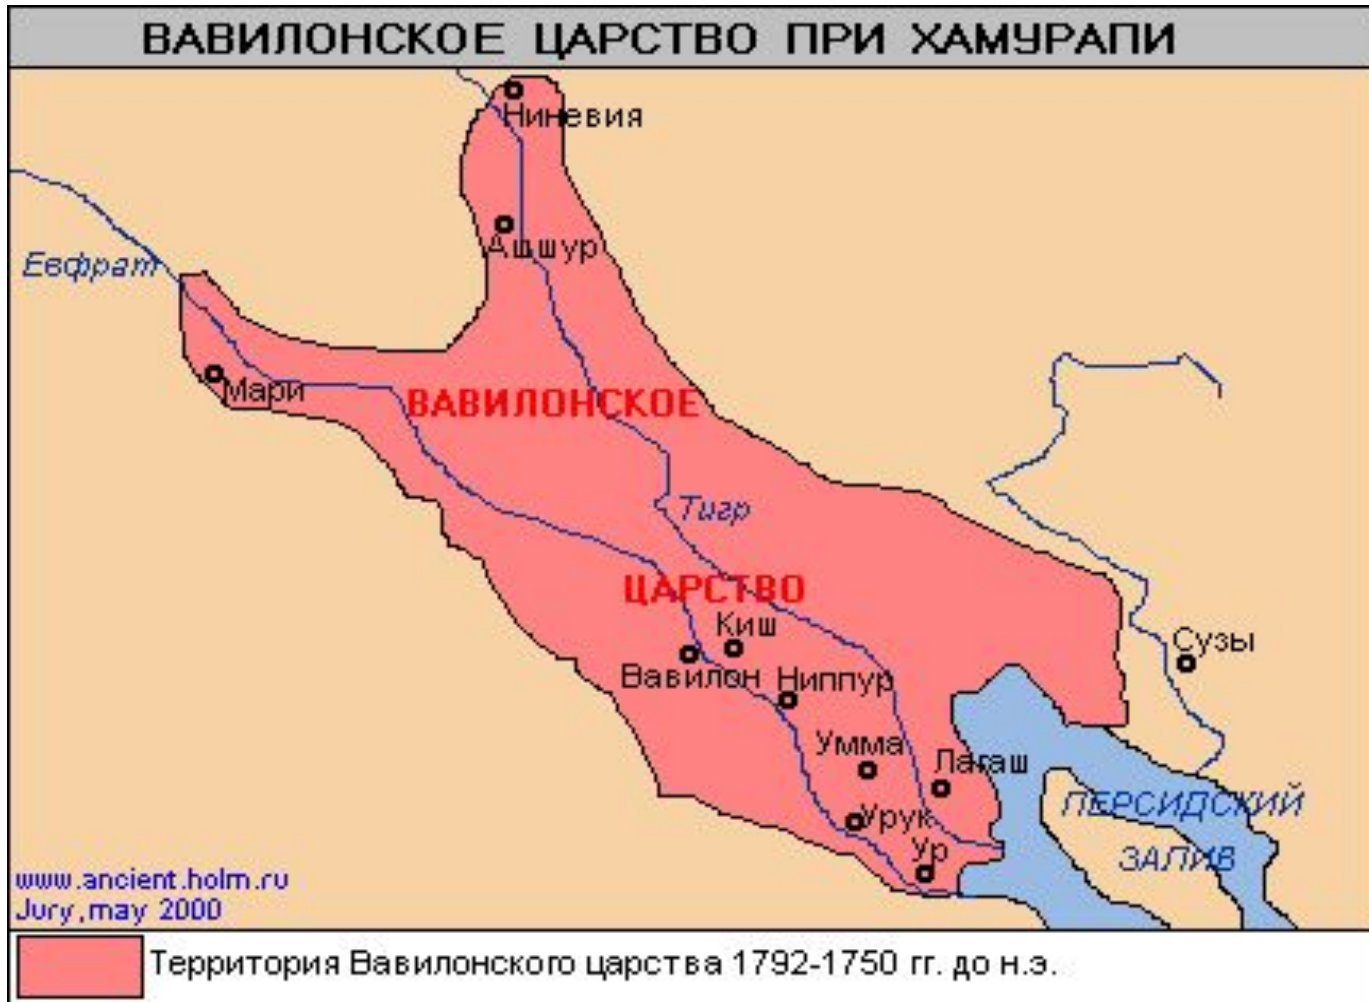 ВАВИЛОНСКОЕ ЦАРСТВО ПРИ ХАМУРАПИ
Ниневия
Ашшур
Евфрат
Мари
ВАВИЛОНСКОЕ
Тигр
ЦАРСТВО
Киш
Сузы
Вавилон
Ниппур
Умма
Лагаш
ПЕРСИДСКИЙ
Урук
Ур
ЗАЛИВ
www.ancient.holm.ru
Jury,may 2000
Территория Вавилонского царства 1792-1750 гг. до н.э.